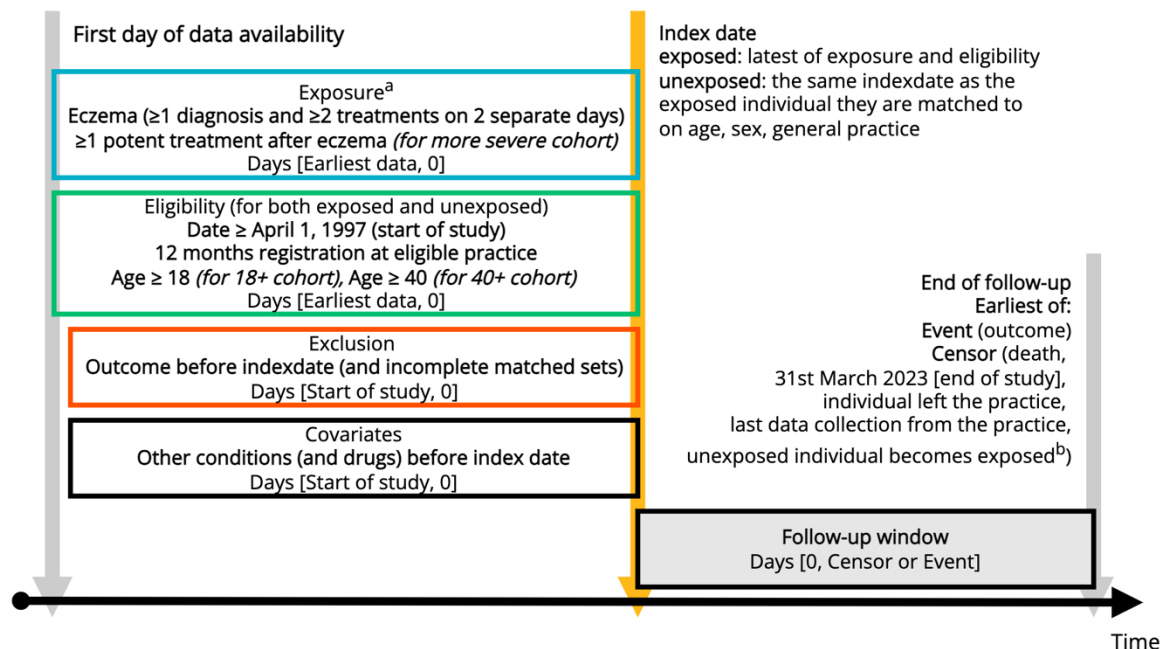 First day of data availability
Index date
exposed: latest of exposure and eligibility
unexposed: the same indexdate as the
exposed individual they are matched to
on age, sex, general practice
Exposureª
Eczema (≥1 diagnosis and ≥2 treatments on 2 separate days)
≥1 potent treatment after eczema (for more severe cohort)
Days [Earliest data, 0]
Eligibility (for both exposed and unexposed)
Date ≥ April 1, 1997 (start of study)
12 months registration at eligible practice
Age ≥ 18 (for 18+ cohort), Age ≥ 40 (for 40+ cohort)
Days [Earliest data, 0]
Exclusion
Outcome before indexdate (and incomplete matched sets)
Days [Start of study, 0]
Covariates
Other conditions (and drugs) before index date
Days [Start of study, 0]
End of follow-up
Earliest of:
Event (outcome)
Censor (death,
31st March 2023 [end of study],
individual left the practice,
last data collection from the practice,
unexposed individual becomes exposedᵇ)
Follow-up window
Days [0, Censor or Event]
Time